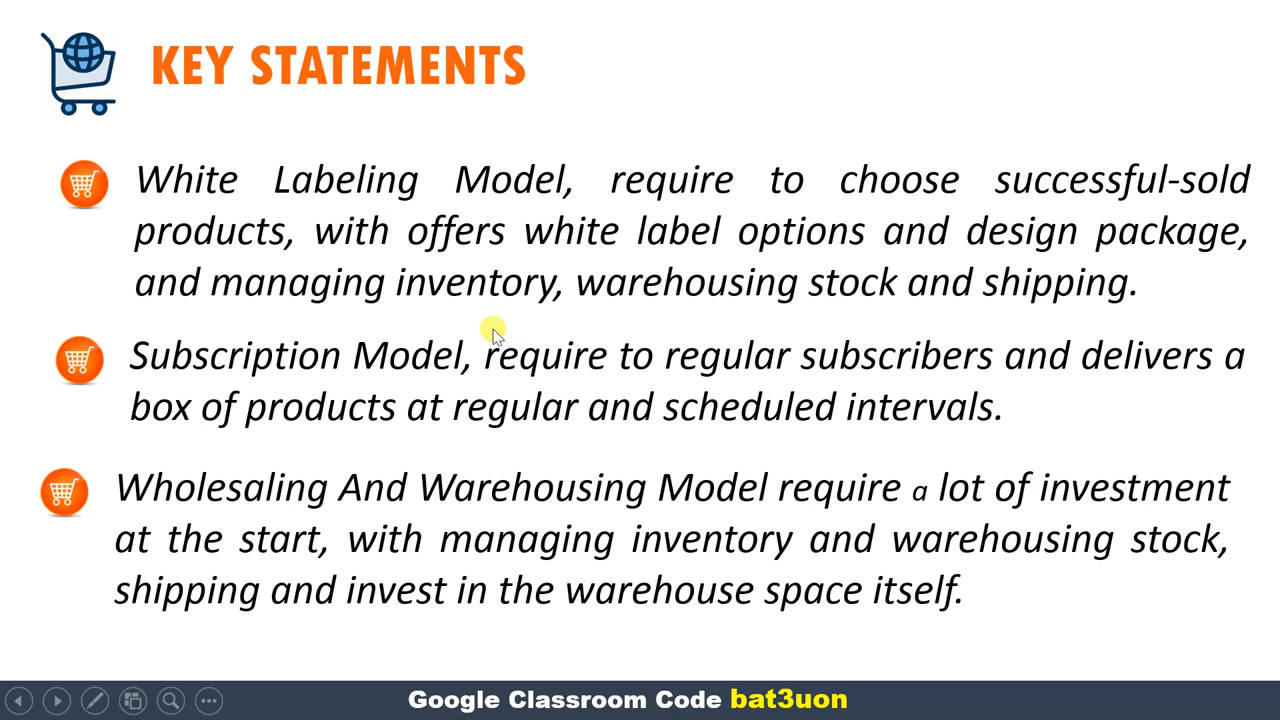 KEY STATEMENTS
White Labeling Model, require to choose successful-sold
products, with offers white label options and design package,
and managing inventory, warehousing stock and shipping.
Subscription Model, require to regular subscribers and delivers a
box of products at regular and scheduled intervals.
Wholesaling And Warehousing Model require a lot of investment
at the start, with managing inventory and warehousing stock,
shipping and invest in the warehouse space itself.
Google Classroom Code bat3uon